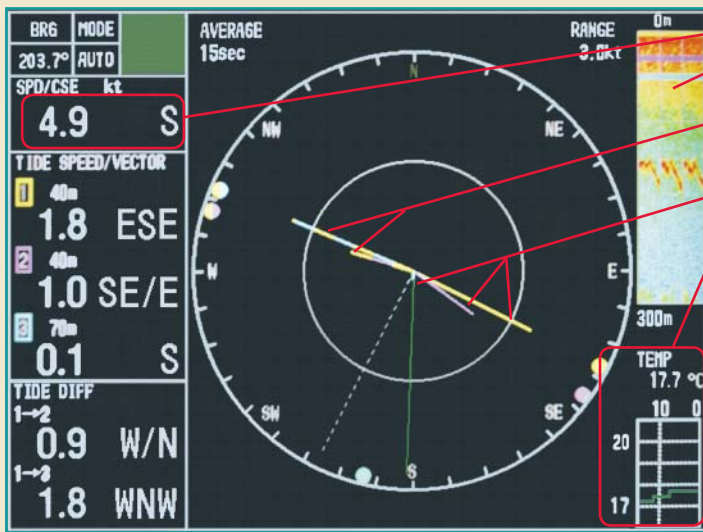 BRG MODE
203.7° AUTO
SPD/CSE kt
4.9 S
TIDE SPEED/VECTOR
1 40m
1.8 ESE
2 40m
1.0 SE/E
3 70m
0.1 S
TIDE DIFF
1→2
0.9 W/N
1→3
1.8 WNW
AVERAGE
15sec
RANGE
3.0kt
N
NW NE
W E
SW SE
S
0m
300m
TEMP
17.7 °C
10 0
20
17